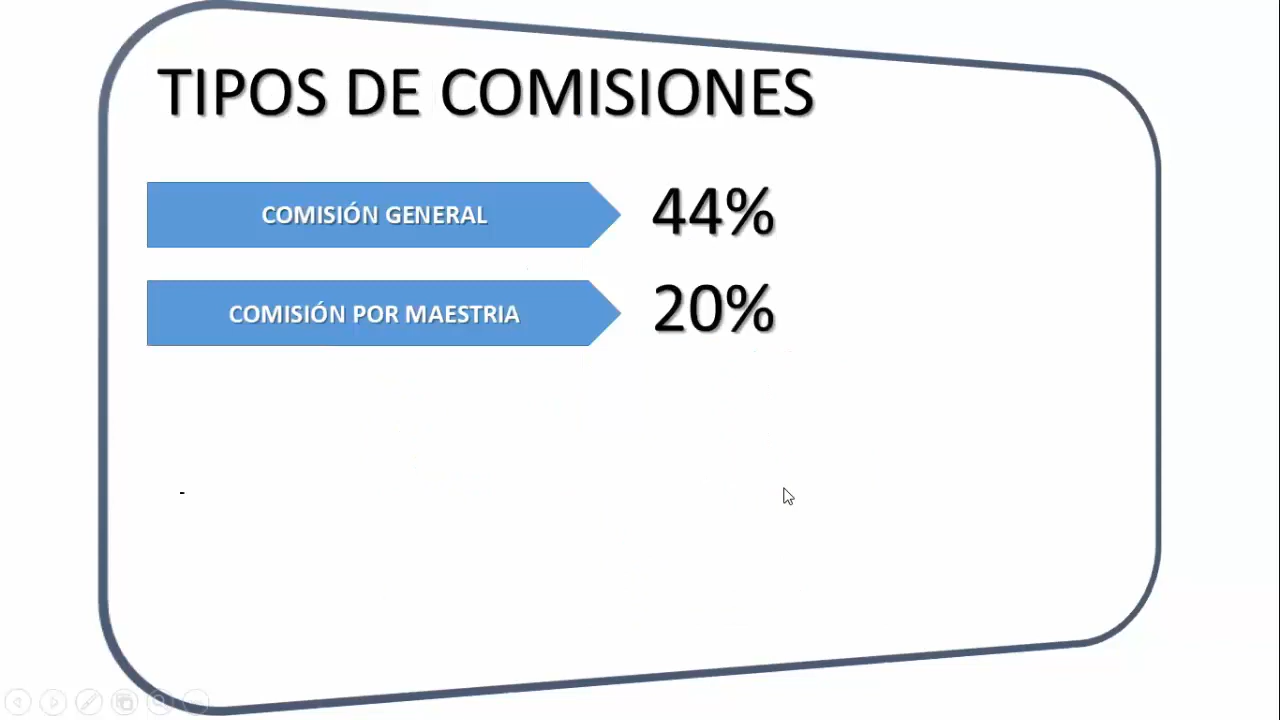 TIPOS DE COMISIONES
COMISIÓN GENERAL 44%
COMISIÓN POR MAESTRIA 20%
-